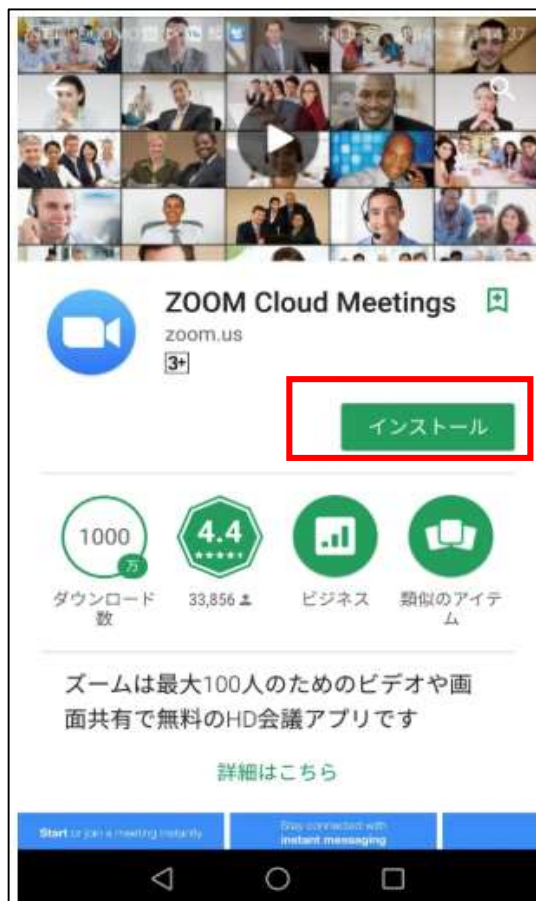 14:37
ZOOM Cloud Meetings
zoom.us
3+
インストール
1000
万
4.4
ダウンロード
数
33,856
ビジネス
類似のアイテ
ム
ズームは最大100人のためのビデオや画
面共有で無料のHD会議アプリです
詳細はこちら
Start or join a meeting instantly
Stay connected with
instant messaging